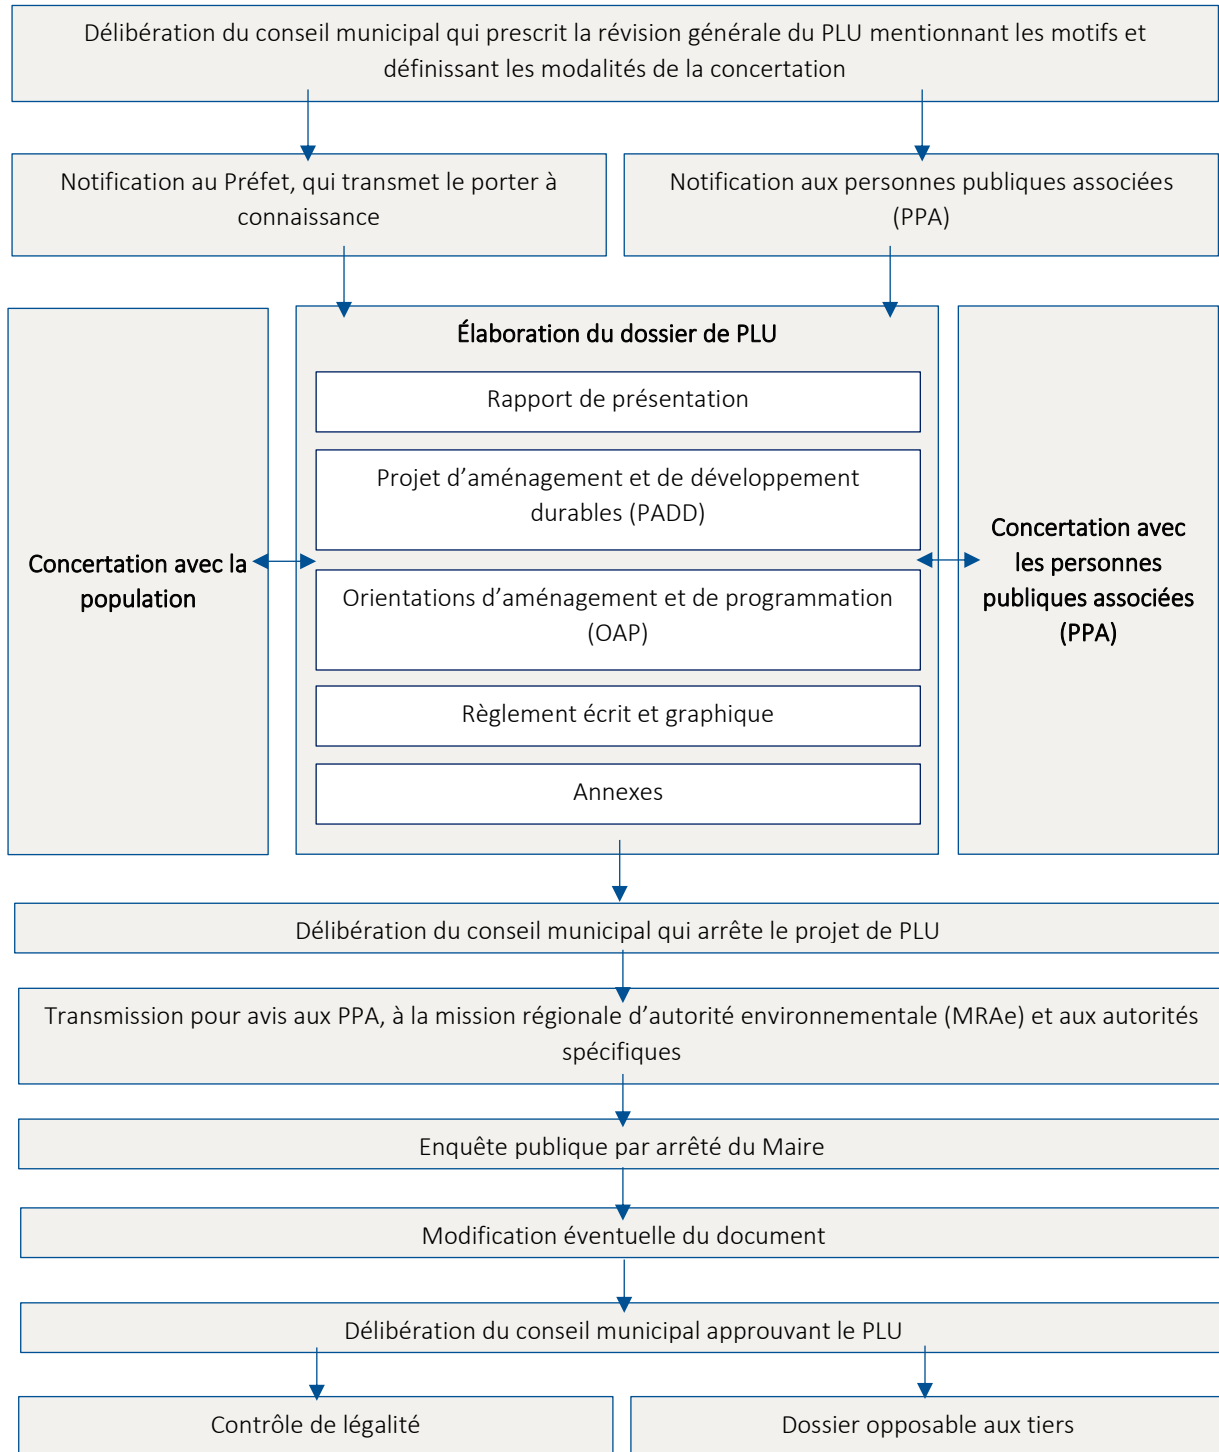 Délibération du conseil municipal qui prescrit la révision générale du PLU mentionnant les motifs et
définissant les modalités de la concertation
Notification au Préfet, qui transmet le porter à
connaissance
Notification aux personnes publiques associées
(PPA)
Élaboration du dossier de PLU
Rapport de présentation
Projet d’aménagement et de développement
durables (PADD)
Orientations d’aménagement et de programmation
(OAP)
Règlement écrit et graphique
Annexes
Concertation avec la
population
Concertation avec
les personnes
publiques associées
(PPA)
Délibération du conseil municipal qui arrête le projet de PLU
Transmission pour avis aux PPA, à la mission régionale d’autorité environnementale (MRAe) et aux autorités
spécifiques
Enquête publique par arrêté du Maire
Modification éventuelle du document
Délibération du conseil municipal approuvant le PLU
Contrôle de légalité
Dossier opposable aux tiers